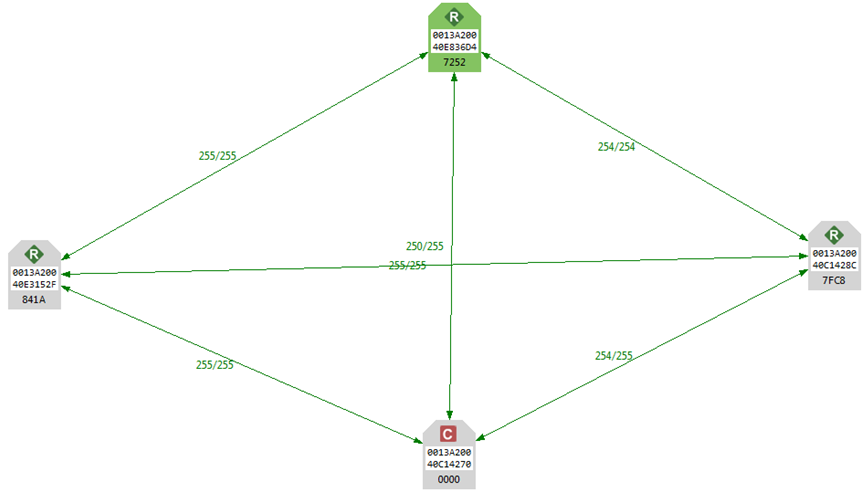 R
0013A200
40E836D4
7252
255/255
254/254
R
0013A200
40E3152F
841A
250/255
255/255
R
0013A200
40C1428C
7FC8
255/255
254/255
C
0013A200
40C14270
0000